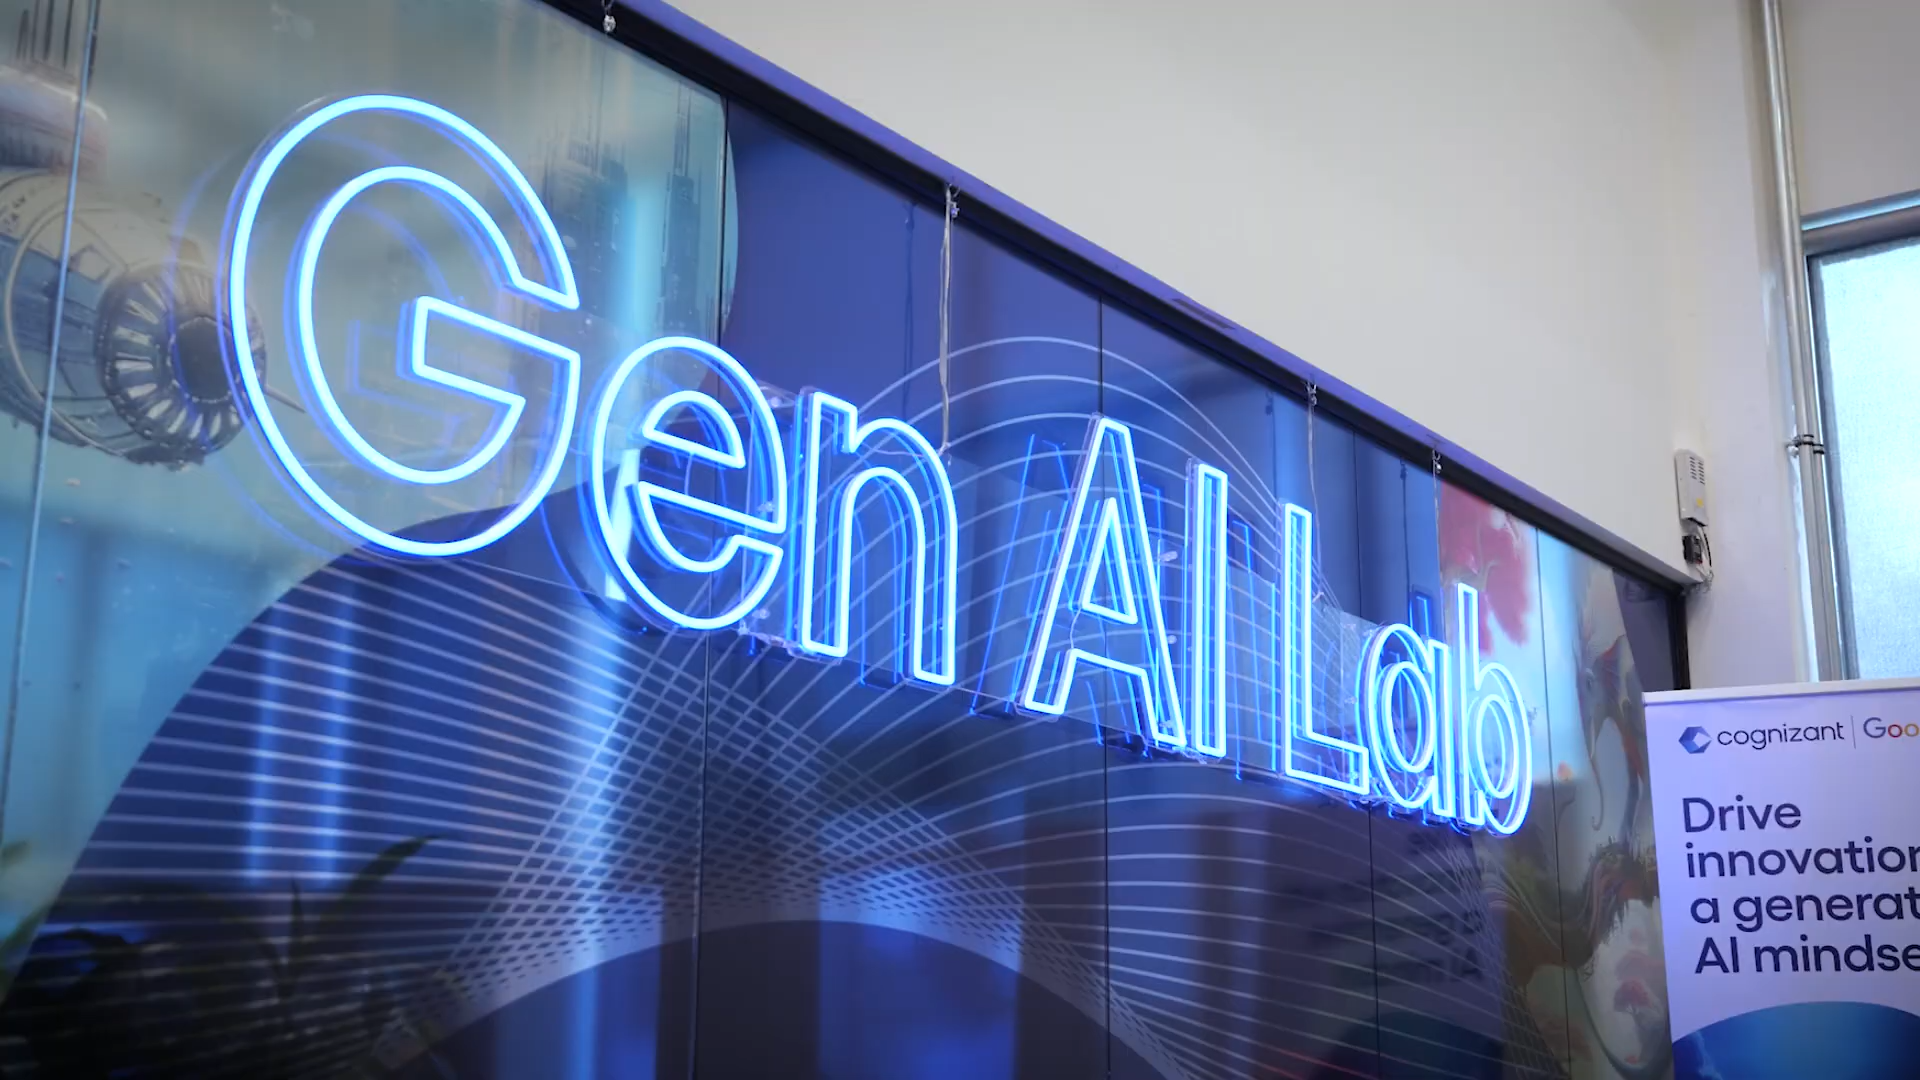 Gen AI Lab
cognizant Goo
Drive
innovation
a generat
AI mindse